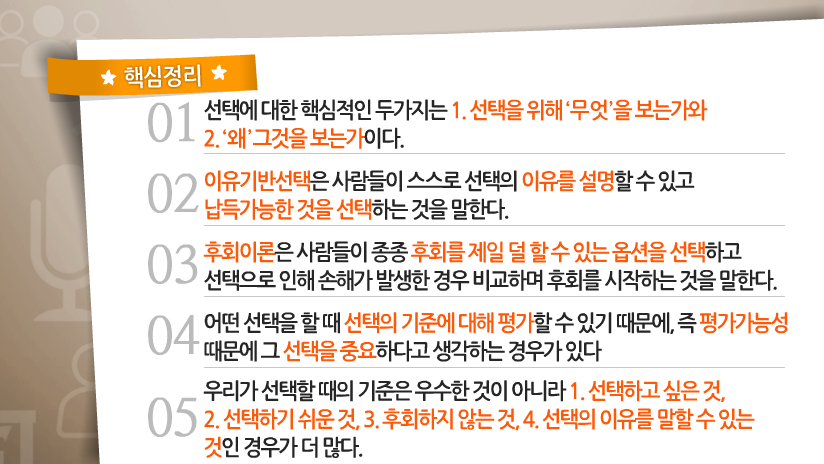 핵심정리
01 선택에 대한 핵심적인 두가지는 1. 선택을 위해 ‘무엇’을 보는가와
2. ‘왜’ 그것을 보는가이다.
02 이유기반선택은 사람들이 스스로 선택의 이유를 설명할 수 있고
납득가능한 것을 선택하는 것을 말한다.
03 후회이론은 사람들이 종종 후회를 제일 덜 할 수 있는 옵션을 선택하고
선택으로 인해 손해가 발생한 경우 비교하며 후회를 시작하는 것을 말한다.
04 어떤 선택을 할 때 선택의 기준에 대해 평가할 수 있기 때문에, 즉 평가가능성
때문에 그 선택을 중요하다고 생각하는 경우가 있다
05 우리가 선택할 때의 기준은 우수한 것이 아니라 1. 선택하고 싶은 것,
2. 선택하기 쉬운 것, 3. 후회하지 않는 것, 4. 선택의 이유를 말할 수 있는
것인 경우가 더 많다.